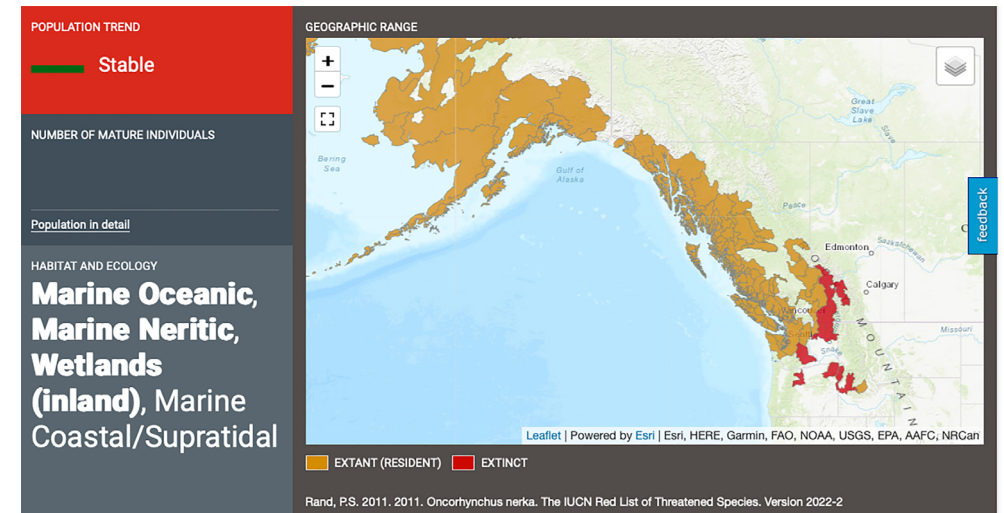 POPULATION TREND
Stable
NUMBER OF MATURE INDIVIDUALS
Population in detail
HABITAT AND ECOLOGY
Marine Oceanic,
Marine Neritic,
Wetlands
(inland), Marine
Coastal/Supratidal
GEOGRAPHIC RANGE
+
−
Great
Slave
Lake
Slave
Bering
Sea
Gulf of
Alaska
Peace
feedback
Edmonton
Saskatchewan
Calgary
Missouri
Seattle
Snake
MOUNTAIN
Leaflet | Powered by Esri | Esri, HERE, Garmin, FAO, NOAA, USGS, EPA, AAFC, NRCan
EXTANT (RESIDENT)
EXTINCT
Rand, P.S. 2011. 2011. Oncorhynchus nerka. The IUCN Red List of Threatened Species. Version 2022-2